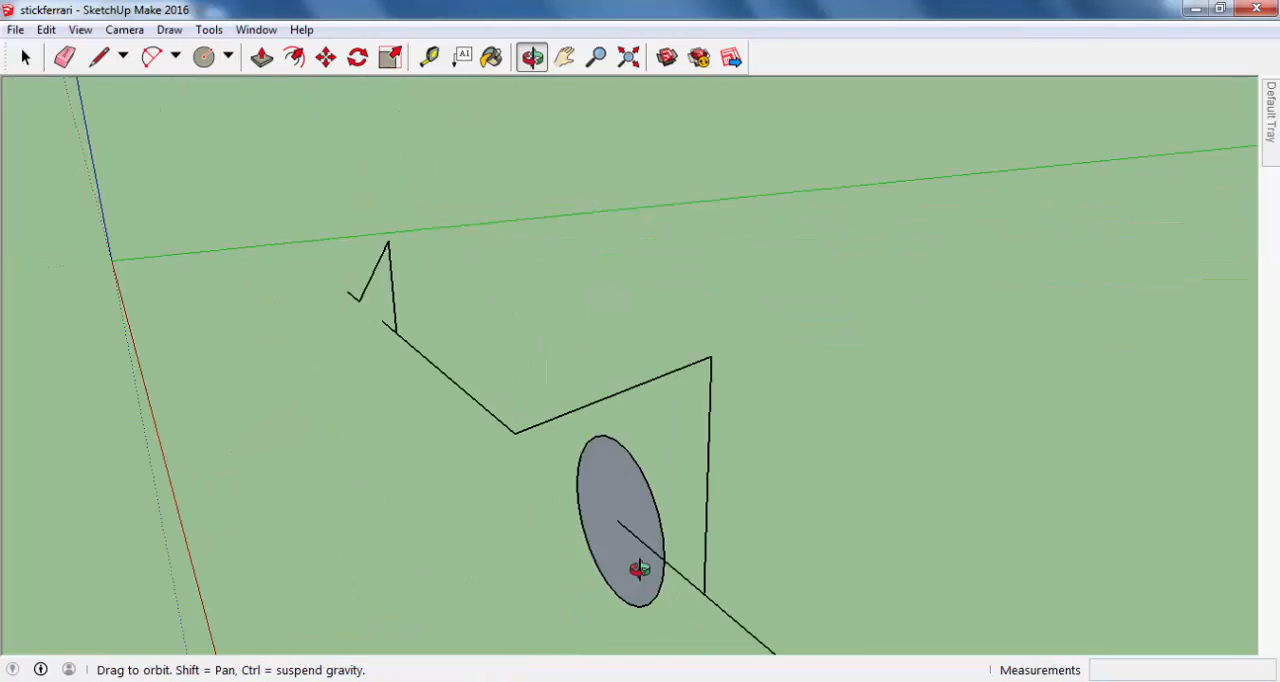 stickferrari - SketchUp Make 2016
File Edit View Camera Draw Tools Window Help
A1
Default Tray
Drag to orbit. Shift = Pan, Ctrl = suspend gravity.
Measurements